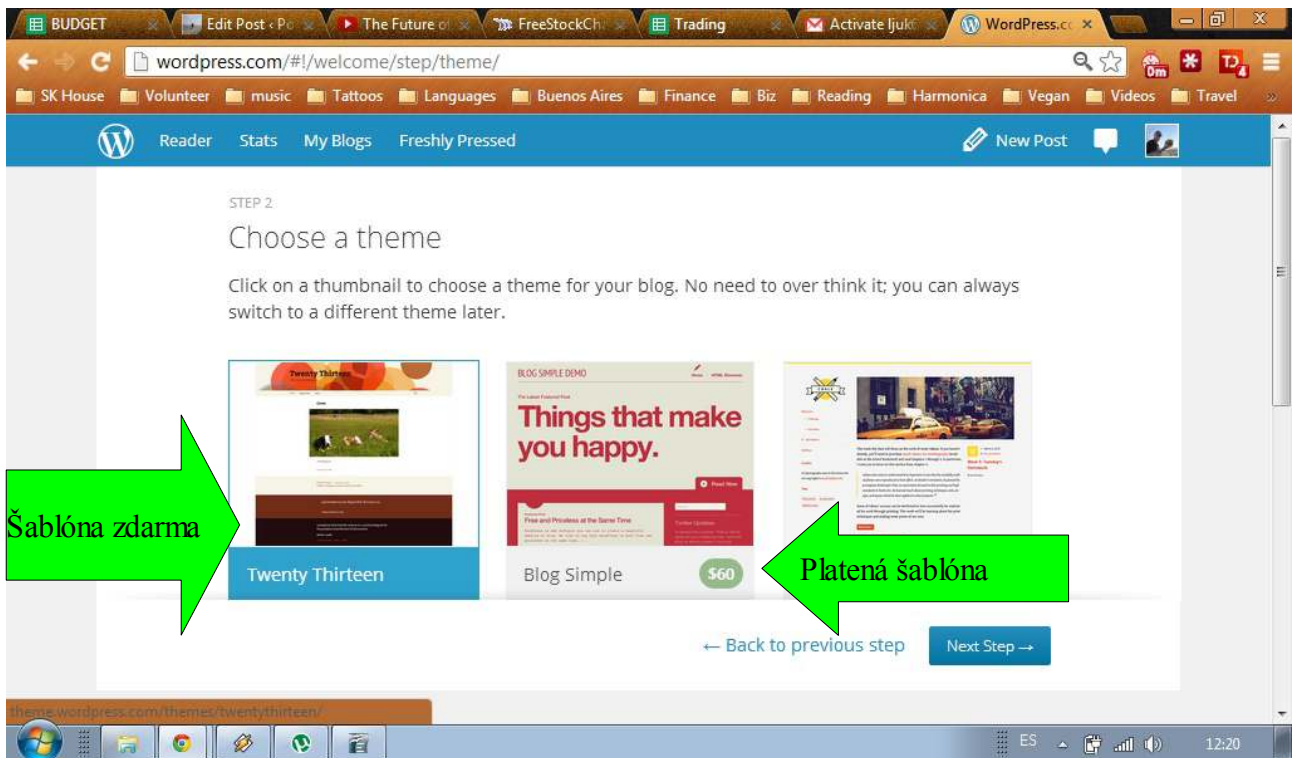 BUDGET
Edit Post ‹ Po
The Future of
FreeStockCh
Trading
Activate ljuk
WordPress.c
wordpress.com/#!/welcome/step/theme/
0m
4
SK House
Volunteer
music
Tattoos
Languages
Buenos Aires
Finance
Biz
Reading
Harmonica
Vegan
Videos
Travel
»
Reader
Stats
My Blogs
Freshly Pressed
New Post
STEP 2
Choose a theme
Click on a thumbnail to choose a theme for your blog. No need to over think it; you can always
switch to a different theme later.
Twenty Thirteen
BLOG SIMPLE DEMO
Things that make
you happy.
Read Now
Free and Priceless at the Same Time
Šablóna zdarma
Twenty Thirteen
Blog Simple
$60
Platená šablóna
← Back to previous step
Next Step →
theme.wordpress.com/themes/twentythirteen/
ES
12:20